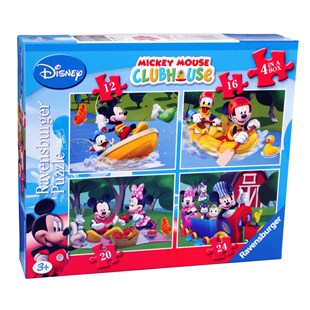 Disney
MICKEY MOUSE
CLUBHOUSE
12
16
4 IN A
BOX
Ravensburger
Puzzle
3+
20
24
Ravensburger